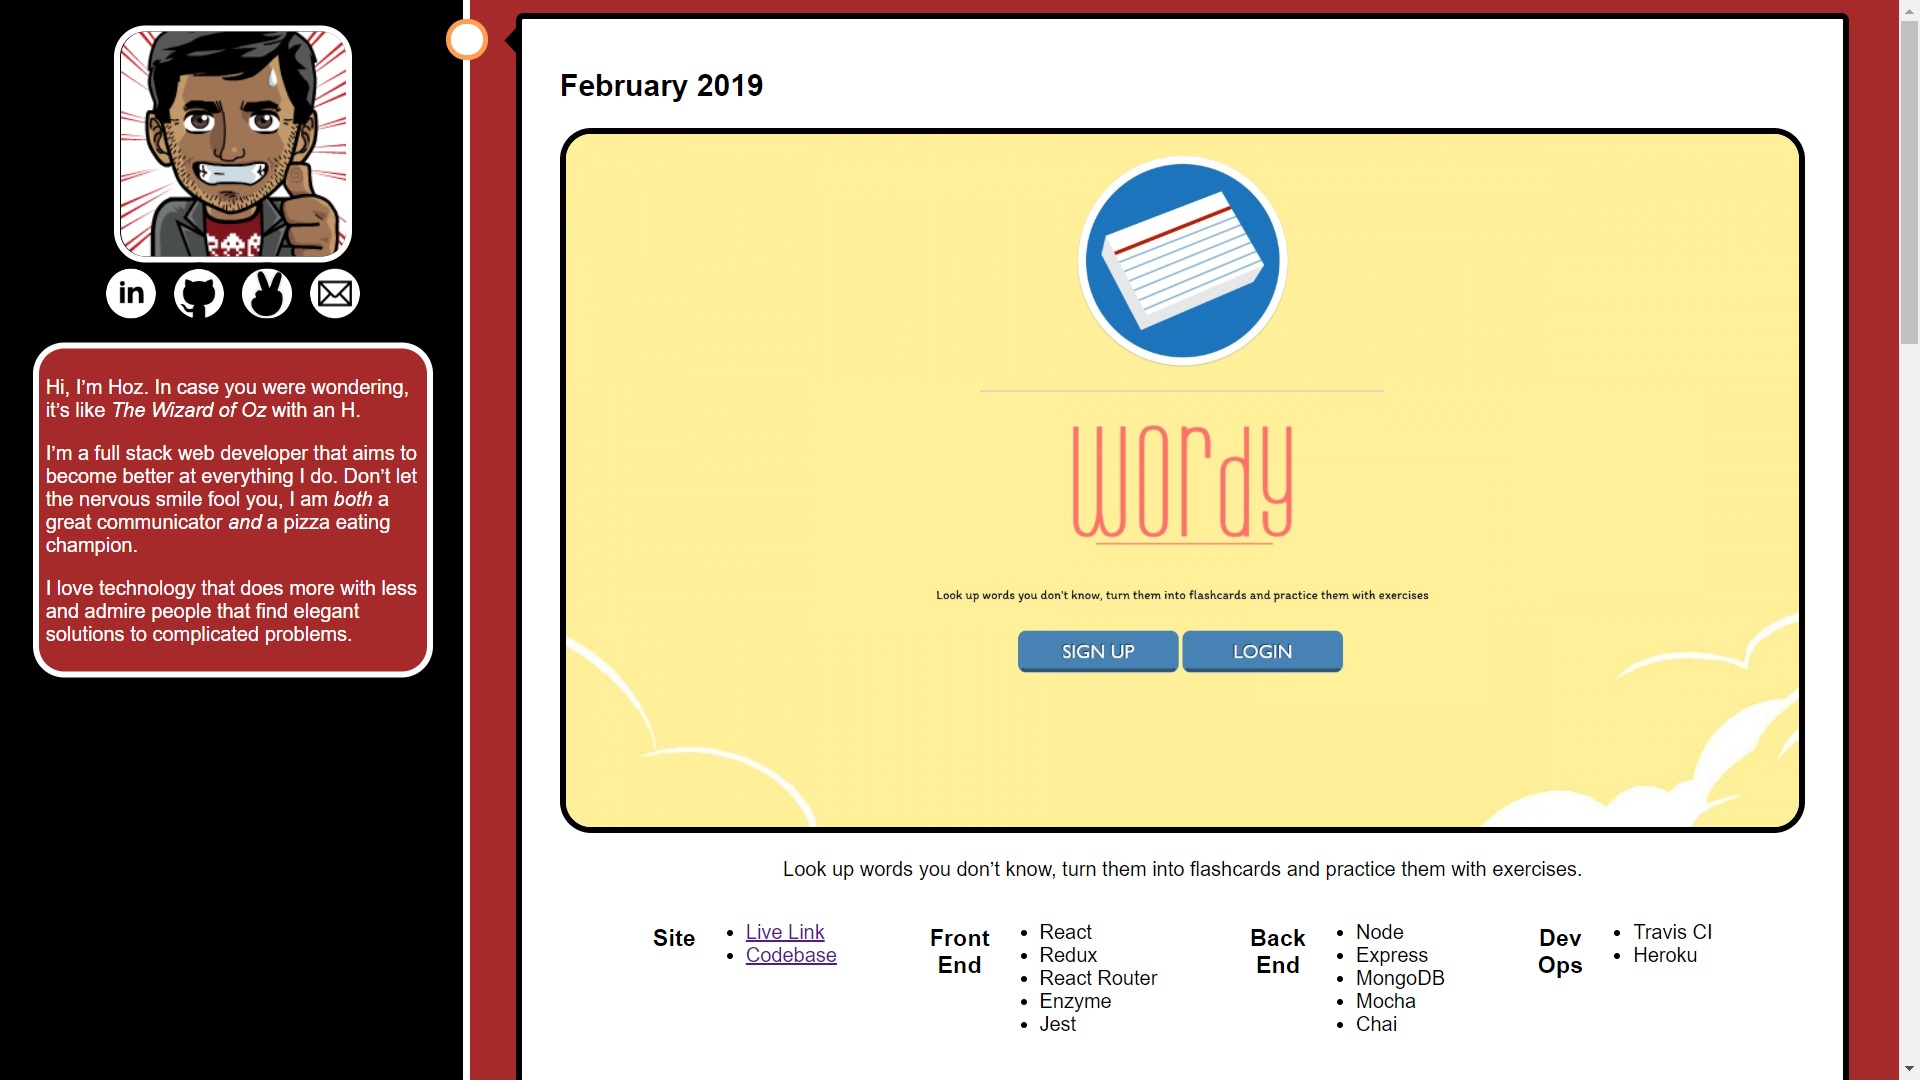 in
Hi, I’m Hoz. In case you were wondering,
it’s like The Wizard of Oz with an H.
I’m a full stack web developer that aims to
become better at everything I do. Don’t let
the nervous smile fool you, I am both a
great communicator and a pizza eating
champion.
I love technology that does more with less
and admire people that find elegant
solutions to complicated problems.
February 2019
wordy
Look up words you don't know, turn them into flashcards and practice them with exercises
SIGN UP
LOGIN
Look up words you don’t know, turn them into flashcards and practice them with exercises.
Site
Live Link
Codebase
Front
End
React
Redux
React Router
Enzyme
Jest
Back
End
Node
Express
MongoDB
Mocha
Chai
Dev
Ops
Travis CI
Heroku